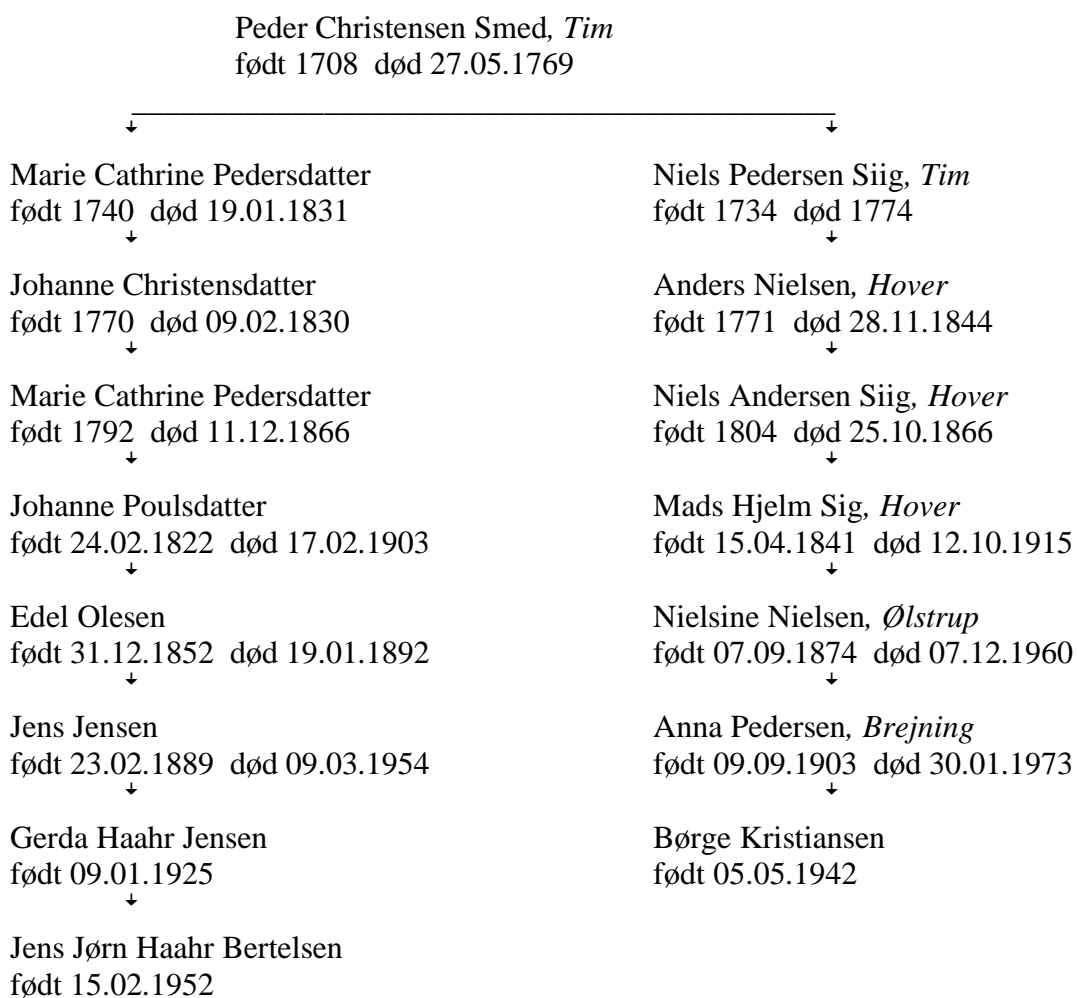 Peder Christensen Smed, Tim
født 1708 død 27.05.1769
Marie Cathrine Pedersdatter
født 1740 død 19.01.1831
Niels Pedersen Siig, Tim
født 1734 død 1774
Johanne Christensdatter
født 1770 død 09.02.1830
Anders Nielsen, Hover
født 1771 død 28.11.1844
Marie Cathrine Pedersdatter
født 1792 død 11.12.1866
Niels Andersen Siig, Hover
født 1804 død 25.10.1866
Johanne Poulsdatter
født 24.02.1822 død 17.02.1903
Mads Hjelm Sig, Hover
født 15.04.1841 død 12.10.1915
Edel Olesen
født 31.12.1852 død 19.01.1892
Nielsine Nielsen, Ølstrup
født 07.09.1874 død 07.12.1960
Jens Jensen
født 23.02.1889 død 09.03.1954
Anna Pedersen, Brejning
født 09.09.1903 død 30.01.1973
Gerda Haahr Jensen
født 09.01.1925
Børge Kristiansen
født 05.05.1942
Jens Jørn Haahr Bertelsen
født 15.02.1952